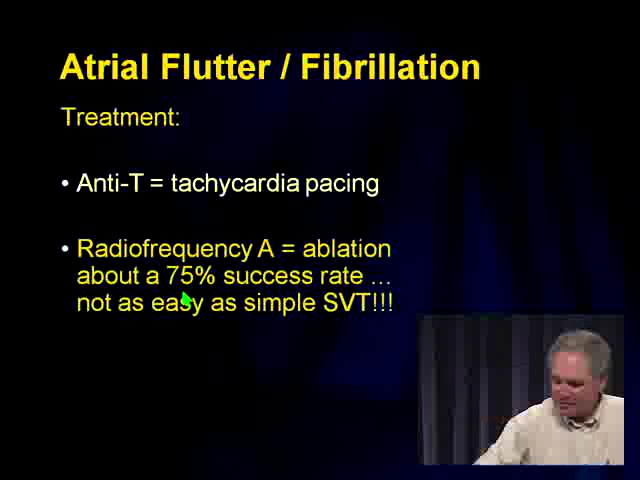 Atrial Flutter / Fibrillation
Treatment:
• Anti-T = tachycardia pacing
• Radiofrequency A = ablation
about a 75% success rate ...
not as easy as simple SVT!!!